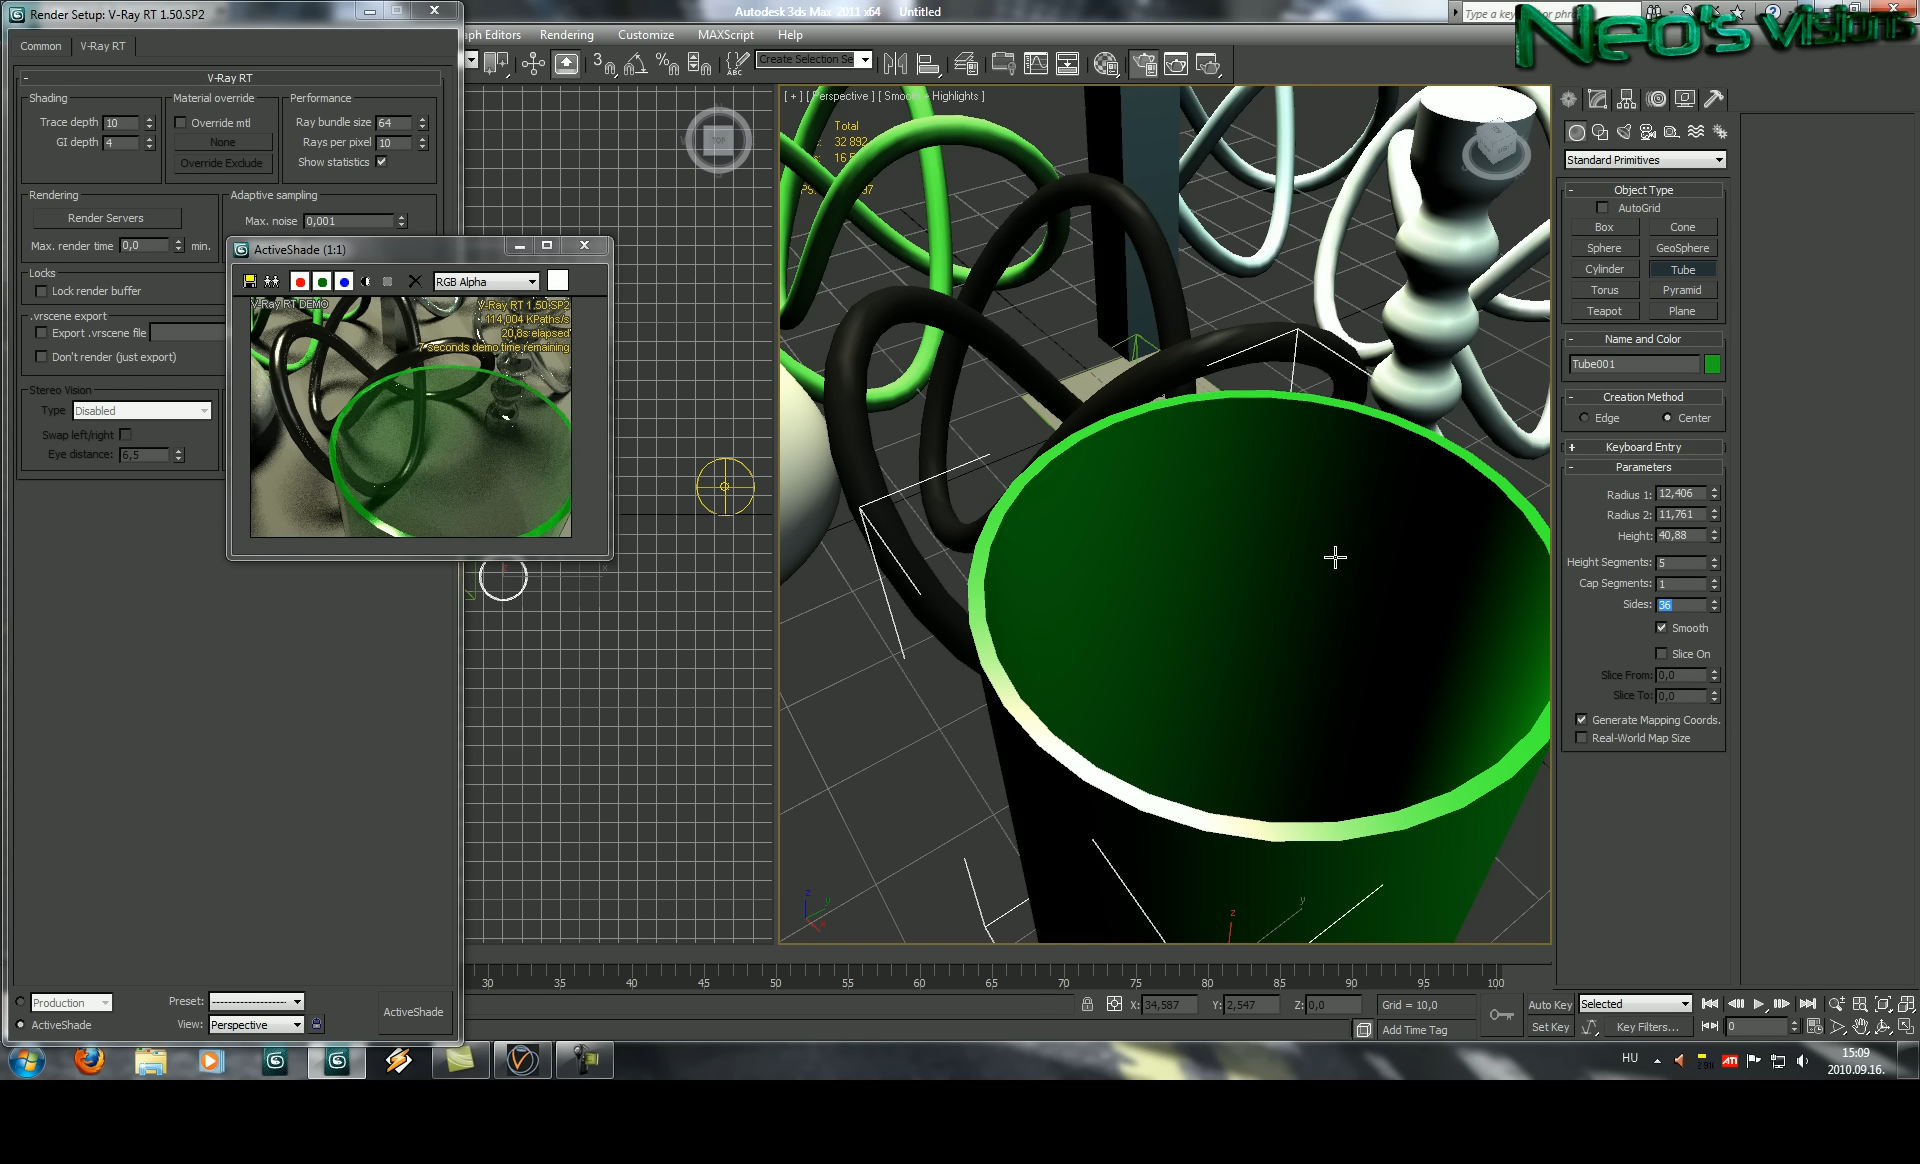 Render Setup: V-Ray RT 1.50.SP2
Autodesk 3ds Max 2011 x64 Untitled
Type a key or phr
Neo's visions
Common V-Ray RT
ph Editors Rendering Customize MAXScript Help
Create Selection Se
- V-Ray RT
Shading Material override Performance
Trace depth 10 Override mtl Ray bundle size 64
GI depth 4 None Rays per pixel 10
Override Exclude Show statistics
Rendering Adaptive sampling
Render Servers Max. noise 0,001
Max. render time 0,0 min.
Locks
Lock render buffer
.vrscene export
Export .vrscene file
Don't render (just export)
Stereo Vision
Type Disabled
Swap left/right
Eye distance: 6,5
ActiveShade (1:1)
RGB Alpha
V-Ray RT DEMO V-Ray RT 1.50.SP2
114,004 KPaths/s
20,8s elapsed
7 seconds demo time remaining
TOP
[ + ] [ Perspective ] [ Smooth + Highlights ]
Total
32 892
Standard Primitives
- Object Type
AutoGrid
Box Cone
Sphere GeoSphere
Cylinder Tube
Torus Pyramid
Teapot Plane
- Name and Color
Tube001
- Creation Method
Edge Center
+ Keyboard Entry
- Parameters
Radius 1: 12,406
Radius 2: 11,761
Height: 40,88
Height Segments: 5
Cap Segments: 1
Sides: 36
Smooth
Slice On
Slice From: 0,0
Slice To: 0,0
Generate Mapping Coords.
Real-World Map Size
z y x
z y
30 35 40 45 50 55 60 65 70 75 80 85 90 95 100
Production Preset: --------------------
ActiveShade View: Perspective ActiveShade
X: 34,587 Y: 2,547 Z: 0,0 Grid = 10,0 Auto Key Selected
Add Time Tag Set Key Key Filters... 0
HU ATI 15:09
2010.09.16.